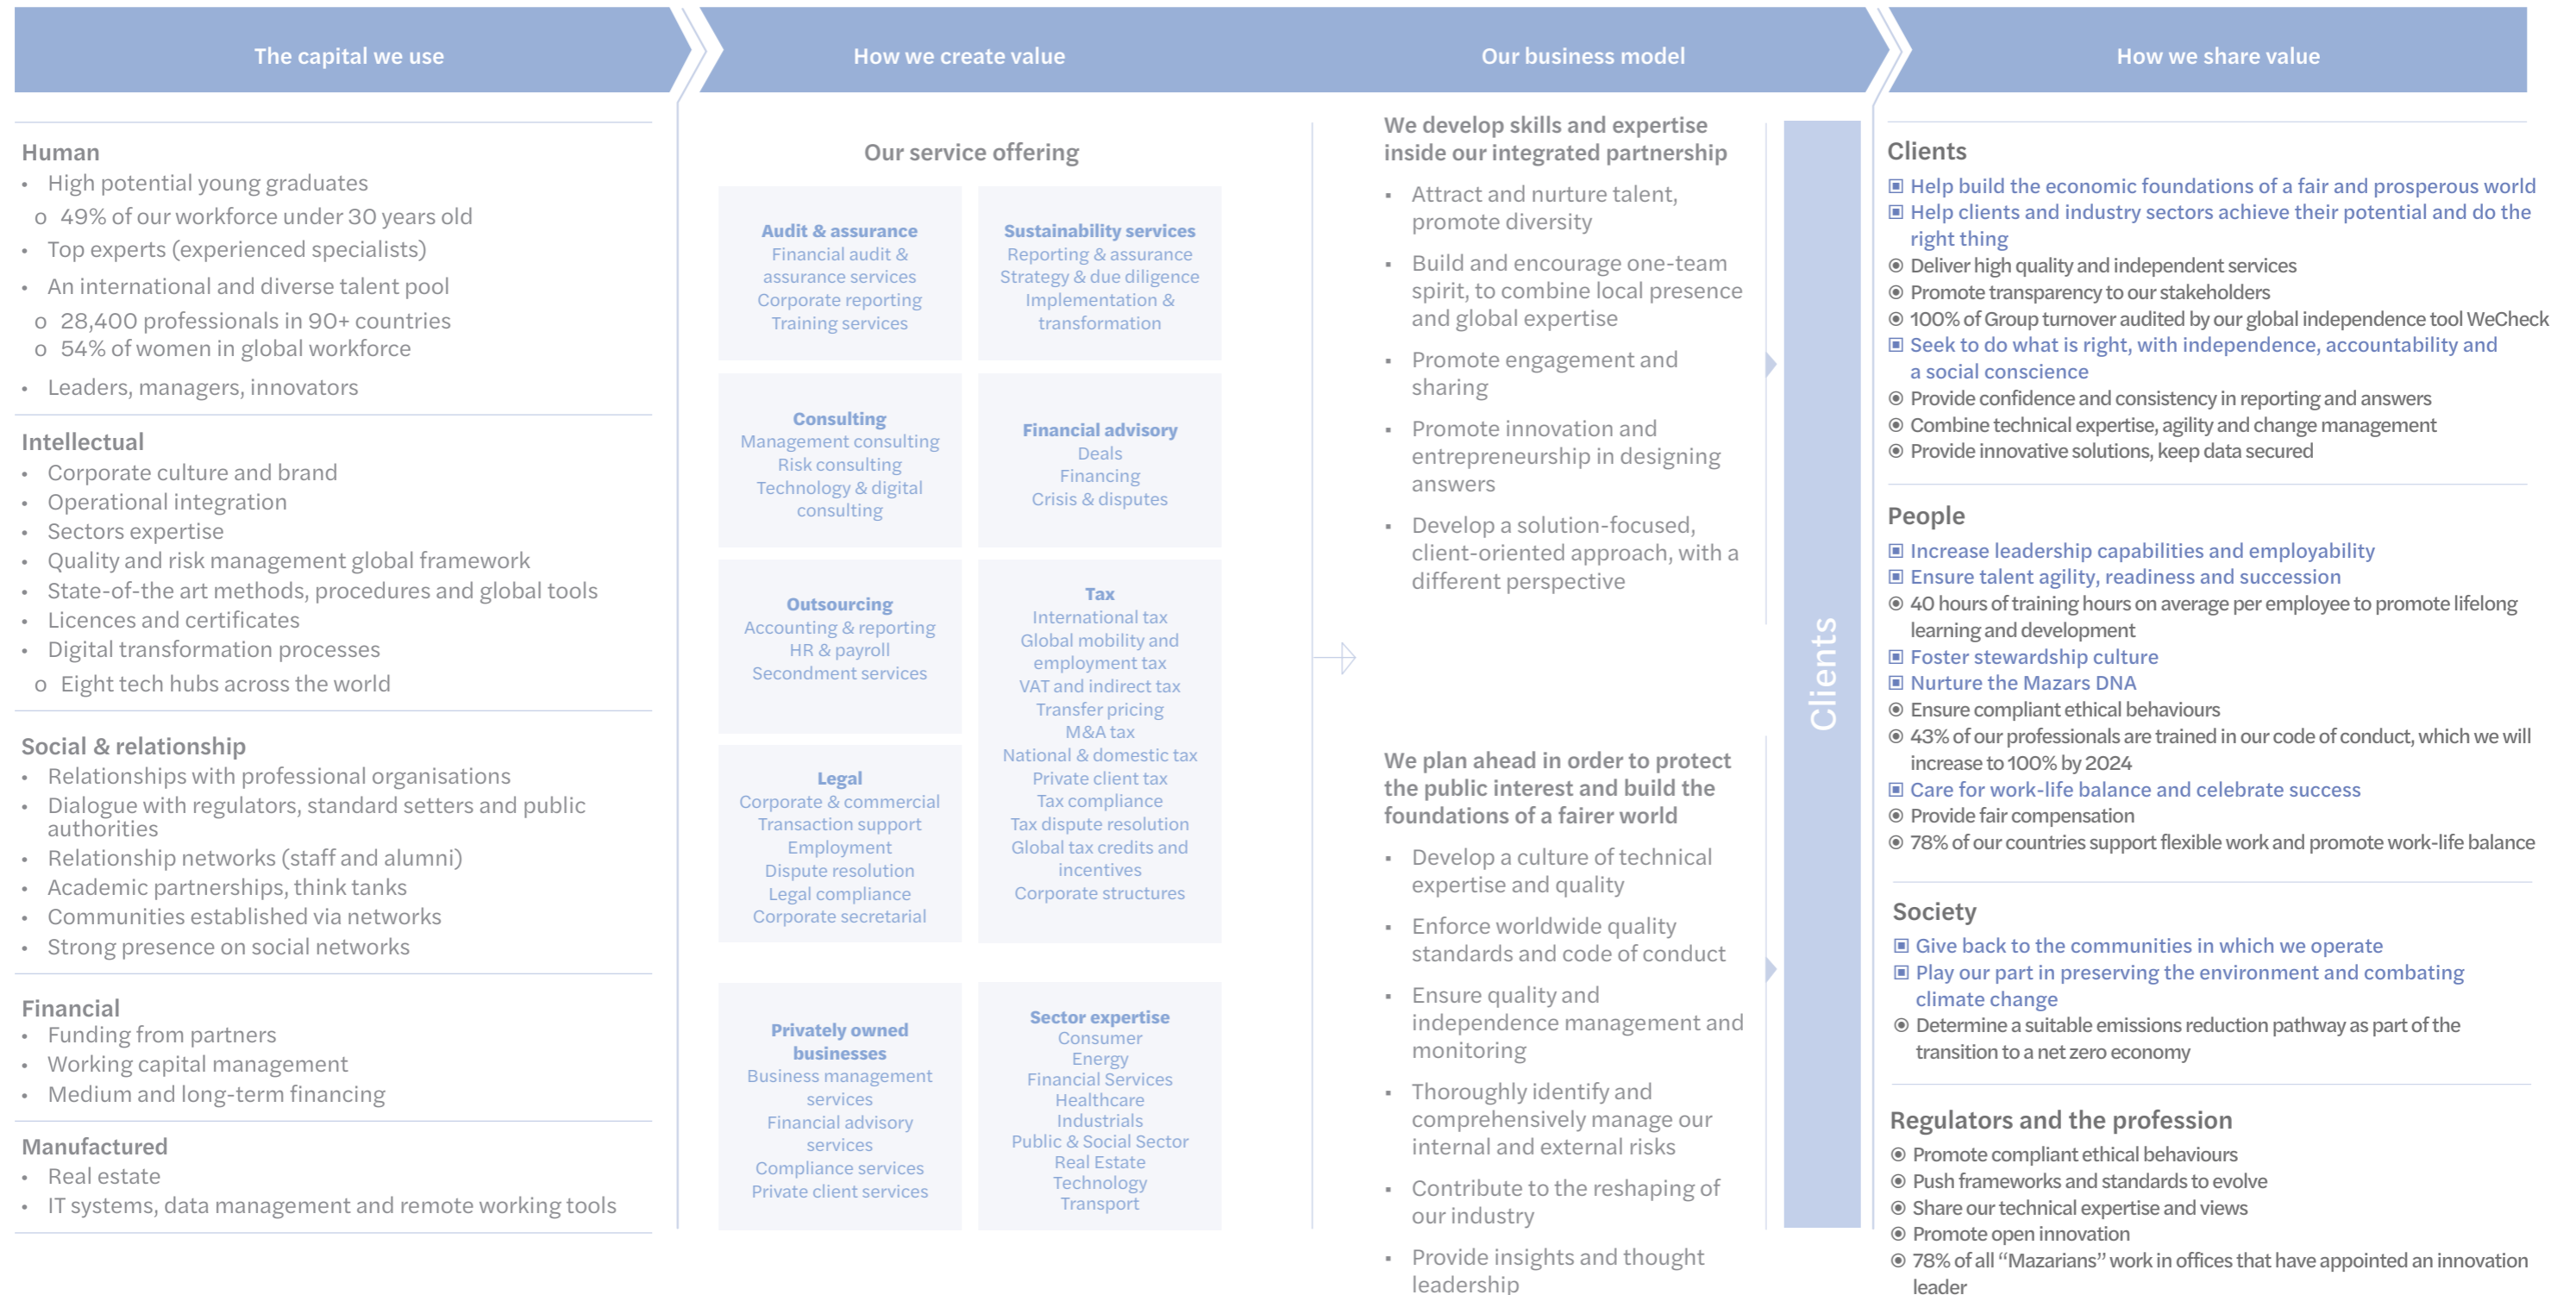 The capital we use
How we create value
Our business model
How we share value
Human
• High potential young graduates
o 49% of our workforce under 30 years old
• Top experts (experienced specialists)
• An international and diverse talent pool
o 28,400 professionals in 90+ countries
o 54% of women in global workforce
• Leaders, managers, innovators
Intellectual
• Corporate culture and brand
• Operational integration
• Sectors expertise
• Quality and risk management global framework
• State-of-the art methods, procedures and global tools
• Licences and certificates
• Digital transformation processes
o Eight tech hubs across the world
Social & relationship
• Relationships with professional organisations
• Dialogue with regulators, standard setters and public
authorities
• Relationship networks (staff and alumni)
• Academic partnerships, think tanks
• Communities established via networks
• Strong presence on social networks
Financial
• Funding from partners
• Working capital management
• Medium and long-term financing
Manufactured
• Real estate
• IT systems, data management and remote working tools
Our service offering
Audit & assurance
Financial audit &
assurance services
Corporate reporting
Training services
Sustainability services
Reporting & assurance
Strategy & due diligence
Implementation &
transformation
Consulting
Management consulting
Risk consulting
Technology & digital
consulting
Financial advisory
Deals
Financing
Crisis & disputes
Outsourcing
Accounting & reporting
HR & payroll
Secondment services
Tax
International tax
Global mobility and
employment tax
VAT and indirect tax
Transfer pricing
M&A tax
National & domestic tax
Private client tax
Tax compliance
Tax dispute resolution
Global tax credits and
incentives
Corporate structures
Legal
Corporate & commercial
Transaction support
Employment
Dispute resolution
Legal compliance
Corporate secretarial
Privately owned
businesses
Business management
services
Financial advisory
services
Compliance services
Private client services
Sector expertise
Consumer
Energy
Financial Services
Healthcare
Industrials
Public & Social Sector
Real Estate
Technology
Transport
We develop skills and expertise
inside our integrated partnership
▪ Attract and nurture talent,
promote diversity
▪ Build and encourage one-team
spirit, to combine local presence
and global expertise
▪ Promote engagement and
sharing
▪ Promote innovation and
entrepreneurship in designing
answers
▪ Develop a solution-focused,
client-oriented approach, with a
different perspective
We plan ahead in order to protect
the public interest and build the
foundations of a fairer world
▪ Develop a culture of technical
expertise and quality
▪ Enforce worldwide quality
standards and code of conduct
▪ Ensure quality and
independence management and
monitoring
▪ Thoroughly identify and
comprehensively manage our
internal and external risks
▪ Contribute to the reshaping of
our industry
▪ Provide insights and thought
leadership
Clients
Clients
▣ Help build the economic foundations of a fair and prosperous world
▣ Help clients and industry sectors achieve their potential and do the
right thing
◉ Deliver high quality and independent services
◉ Promote transparency to our stakeholders
◉ 100% of Group turnover audited by our global independence tool WeCheck
▣ Seek to do what is right, with independence, accountability and
a social conscience
◉ Provide confidence and consistency in reporting and answers
◉ Combine technical expertise, agility and change management
◉ Provide innovative solutions, keep data secured
People
▣ Increase leadership capabilities and employability
▣ Ensure talent agility, readiness and succession
◉ 40 hours of training hours on average per employee to promote lifelong
learning and development
▣ Foster stewardship culture
▣ Nurture the Mazars DNA
◉ Ensure compliant ethical behaviours
◉ 43% of our professionals are trained in our code of conduct, which we will
increase to 100% by 2024
▣ Care for work-life balance and celebrate success
◉ Provide fair compensation
◉ 78% of our countries support flexible work and promote work-life balance
Society
▣ Give back to the communities in which we operate
▣ Play our part in preserving the environment and combating
climate change
◉ Determine a suitable emissions reduction pathway as part of the
transition to a net zero economy
Regulators and the profession
◉ Promote compliant ethical behaviours
◉ Push frameworks and standards to evolve
◉ Share our technical expertise and views
◉ Promote open innovation
◉ 78% of all “Mazarians” work in offices that have appointed an innovation
leader